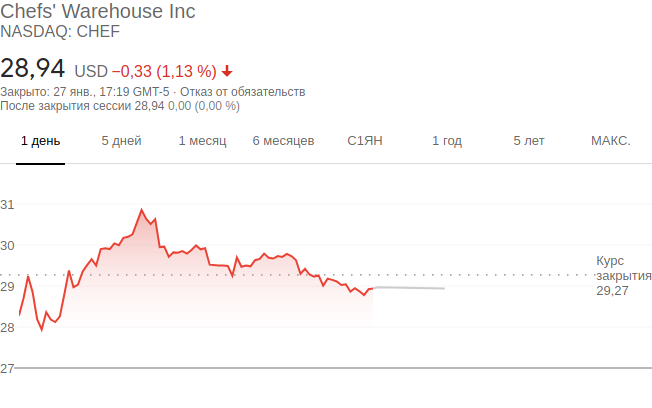 Chefs' Warehouse Inc
NASDAQ: CHEF
28,94 USD −0,33 (1,13 %)
Закрыто: 27 янв., 17:19 GMT-5 · Отказ от обязательств
После закрытия сессии 28,94 0,00 (0,00 %)
1 день 5 дней 1 месяц 6 месяцев С1ЯН 1 год 5 лет МАКС.
31
30
Курс
закрытия
29,27
29
28
27